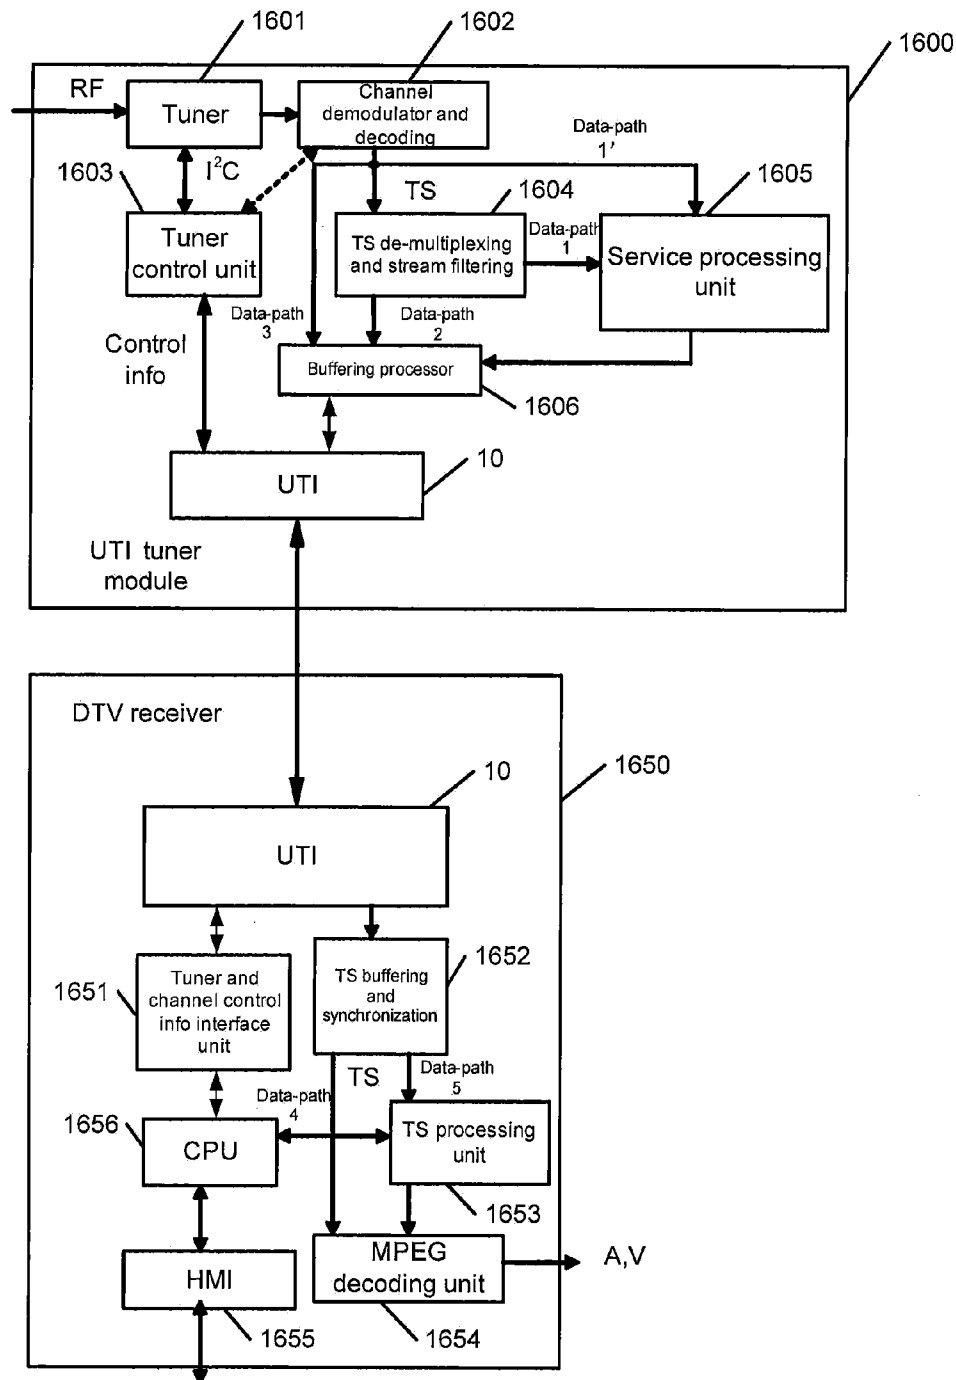 1601
1602
1600
RF
Tuner
Channel
demodulator and
decoding
Data-path
1'
1603
I²C
1604
1605
TS
Tuner
control unit
TS de-multiplexing
and stream filtering
Data-path
1
Service processing
unit
Data-path
3
Data-path
2
Control
info
Buffering processor
1606
10
UTI
UTI tuner
module
DTV receiver
1650
10
UTI
1652
1651
Tuner and
channel control
info interface
unit
TS buffering
and
synchronization
TS
Data-path
5
Data-path
4
1656
CPU
TS processing
unit
1653
HMI
MPEG
decoding unit
A,V
1655
1654